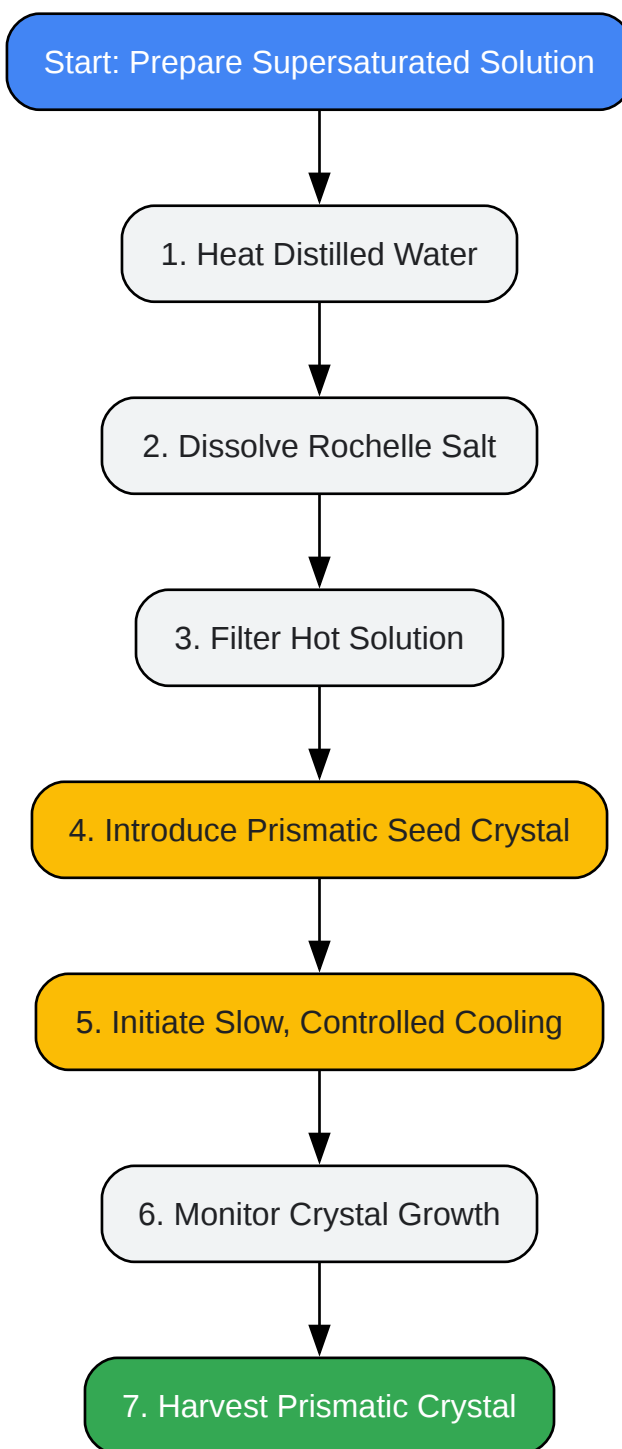 Start: Prepare Supersaturated Solution
1. Heat Distilled Water
2. Dissolve Rochelle Salt
3. Filter Hot Solution
4. Introduce Prismatic Seed Crystal
5. Initiate Slow, Controlled Cooling
6. Monitor Crystal Growth
7. Harvest Prismatic Crystal